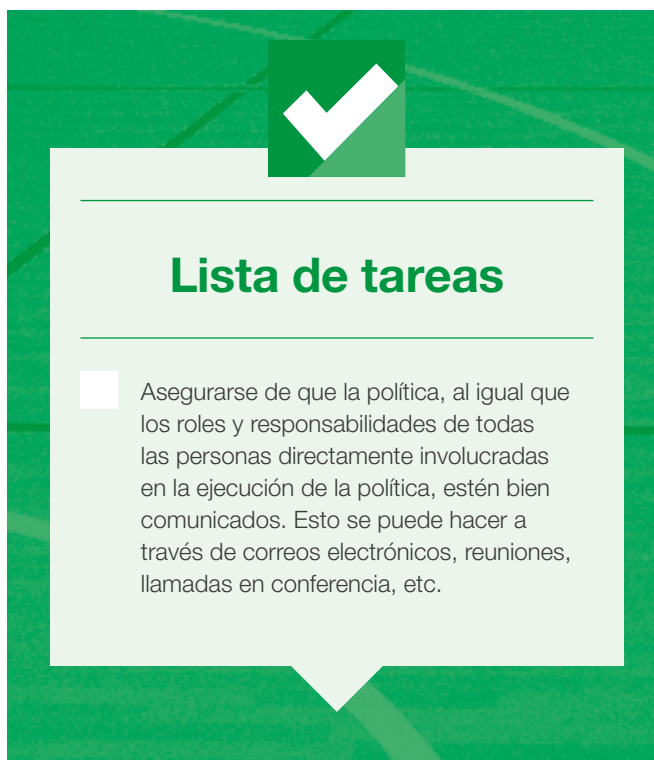 Lista de tareas
Asegurarse de que la política, al igual que
los roles y responsabilidades de todas
las personas directamente involucradas
en la ejecución de la política, estén bien
comunicados. Esto se puede hacer a
través de correos electrónicos, reuniones,
llamadas en conferencia, etc.